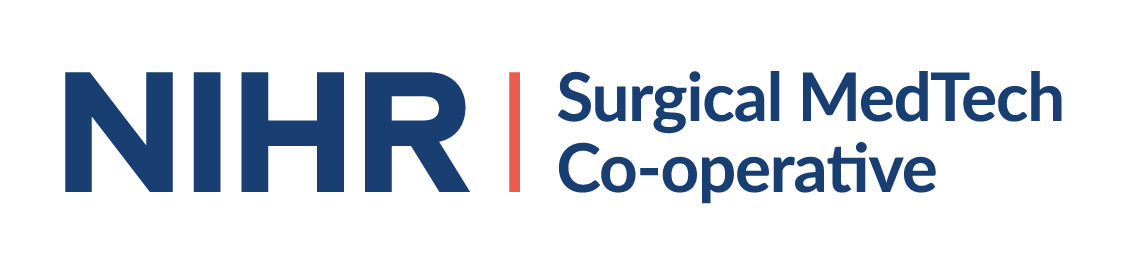 NIHR
Surgical MedTech
Co-operative